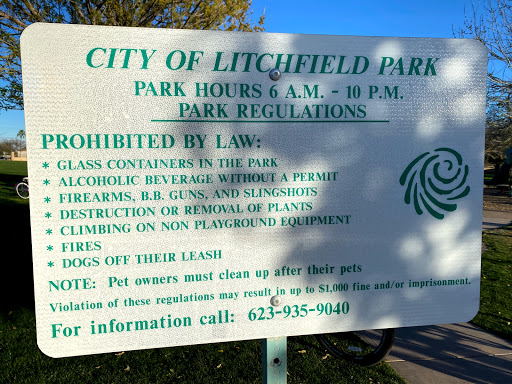 CITY OF LITCHFIELD PARK
PARK HOURS 6 A.M. - 10 P.M.
PARK REGULATIONS
PROHIBITED BY LAW:
* GLASS CONTAINERS IN THE PARK
* ALCOHOLIC BEVERAGE WITHOUT A PERMIT
* FIREARMS, B.B. GUNS, AND SLINGSHOTS
* DESTRUCTION OR REMOVAL OF PLANTS
* CLIMBING ON NON PLAYGROUND EQUIPMENT
* FIRES
* DOGS OFF THEIR LEASH
NOTE: Pet owners must clean up after their pets
Violation of these regulations may result in up to $1,000 fine and/or imprisonment.
For information call: 623-935-9040